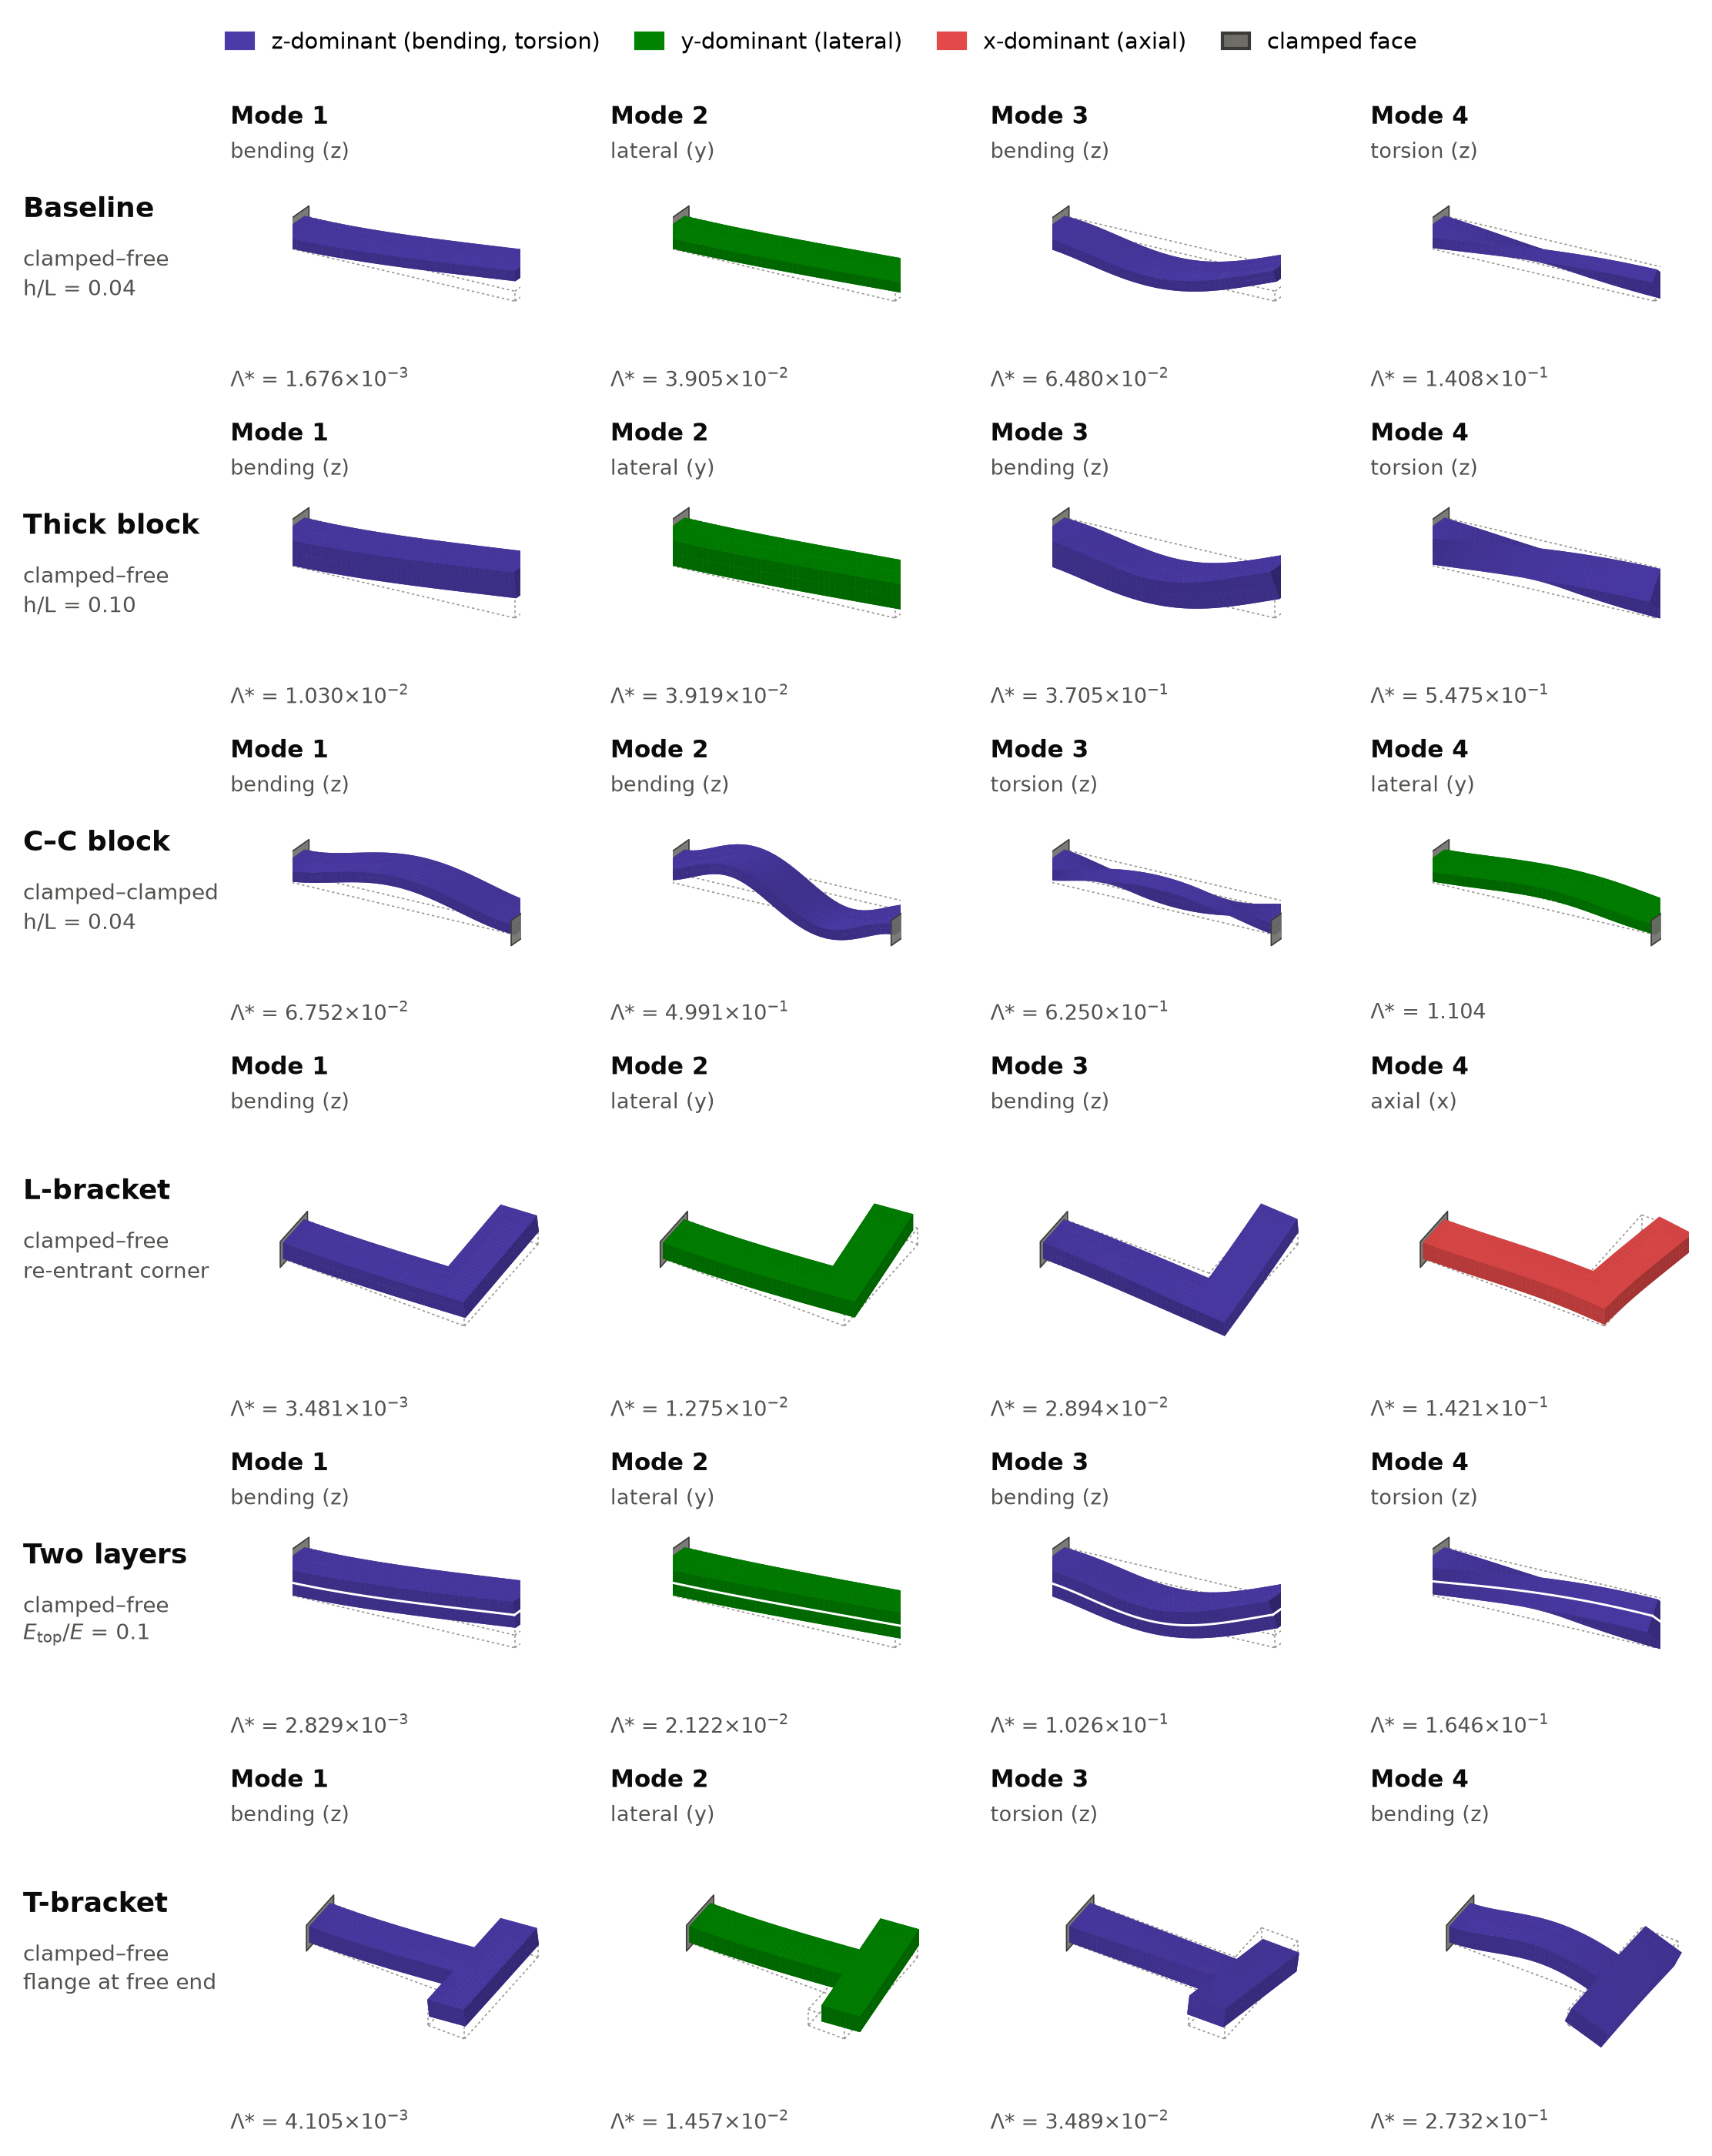 z-dominant (bending, torsion) y-dominant (lateral) x-dominant (axial) clamped face
Mode 1 Mode 2 Mode 3 Mode 4
bending (z) lateral (y) bending (z) torsion (z)
Baseline
clamped–free
h/L = 0.04
Λ* = 1.676×10⁻³ Λ* = 3.905×10⁻² Λ* = 6.480×10⁻² Λ* = 1.408×10⁻¹
Mode 1 Mode 2 Mode 3 Mode 4
bending (z) lateral (y) bending (z) torsion (z)
Thick block
clamped–free
h/L = 0.10
Λ* = 1.030×10⁻² Λ* = 3.919×10⁻² Λ* = 3.705×10⁻¹ Λ* = 5.475×10⁻¹
Mode 1 Mode 2 Mode 3 Mode 4
bending (z) bending (z) torsion (z) lateral (y)
C–C block
clamped–clamped
h/L = 0.04
Λ* = 6.752×10⁻² Λ* = 4.991×10⁻¹ Λ* = 6.250×10⁻¹ Λ* = 1.104
Mode 1 Mode 2 Mode 3 Mode 4
bending (z) lateral (y) bending (z) axial (x)
L-bracket
clamped–free
re-entrant corner
Λ* = 3.481×10⁻³ Λ* = 1.275×10⁻² Λ* = 2.894×10⁻² Λ* = 1.421×10⁻¹
Mode 1 Mode 2 Mode 3 Mode 4
bending (z) lateral (y) bending (z) torsion (z)
Two layers
clamped–free
E_top/E = 0.1
Λ* = 2.829×10⁻³ Λ* = 2.122×10⁻² Λ* = 1.026×10⁻¹ Λ* = 1.646×10⁻¹
Mode 1 Mode 2 Mode 3 Mode 4
bending (z) lateral (y) torsion (z) bending (z)
T-bracket
clamped–free
flange at free end
Λ* = 4.105×10⁻³ Λ* = 1.457×10⁻² Λ* = 3.489×10⁻² Λ* = 2.732×10⁻¹